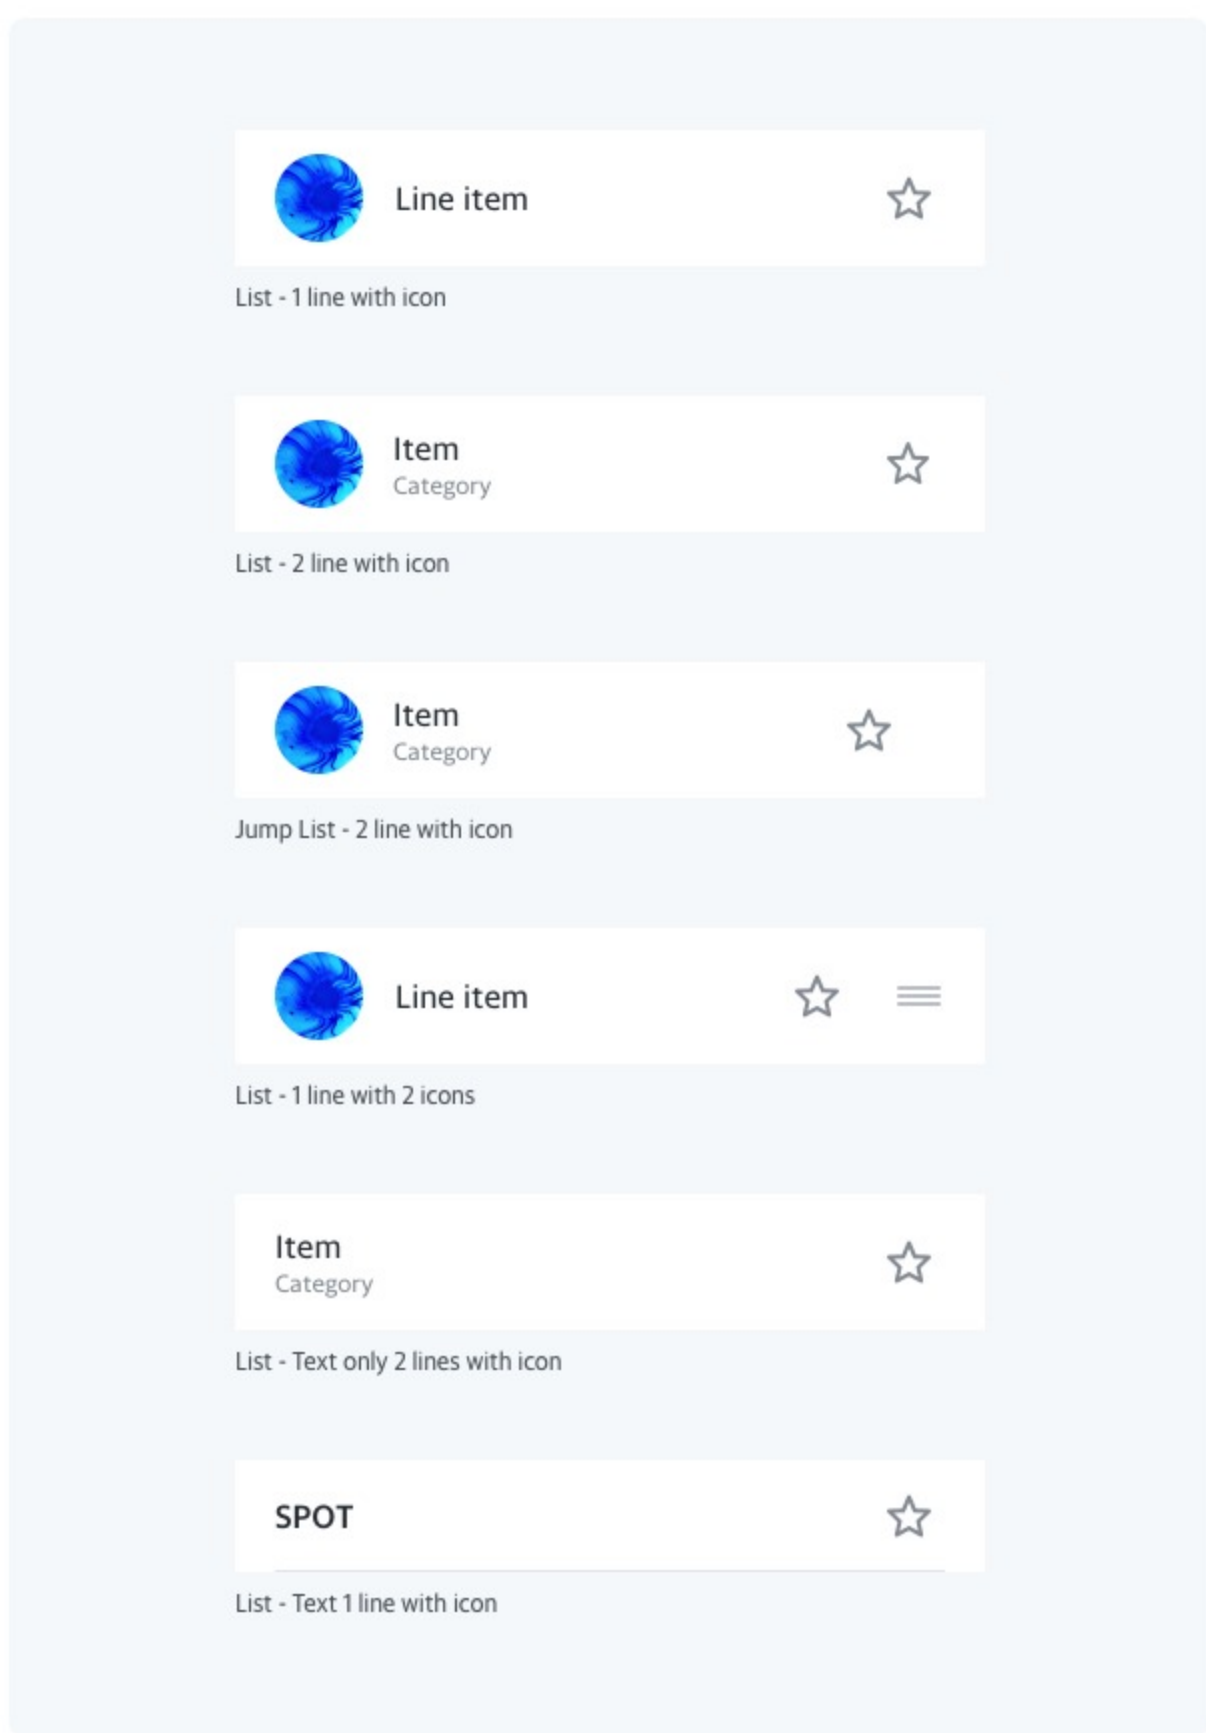 Line item
List - 1 line with icon
Item
Category
List - 2 line with icon
Item
Category
Jump List - 2 line with icon
Line item
List - 1 line with 2 icons
Item
Category
List - Text only 2 lines with icon
SPOT
List - Text 1 line with icon